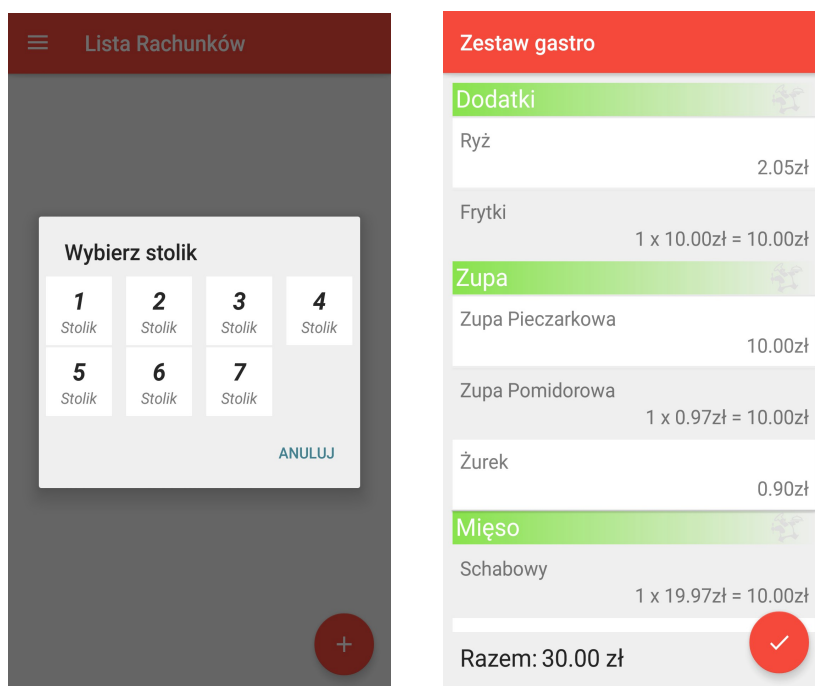 Lista Rachunków
Wybierz stolik
1 2 3 4
Stolik Stolik Stolik Stolik
5 6 7
Stolik Stolik Stolik
ANULUJ
Zestaw gastro
Dodatki
Ryż
2.05zł
Frytki
1 x 10.00zł = 10.00zł
Zupa
Zupa Pieczarkowa
10.00zł
Zupa Pomidorowa
1 x 0.97zł = 10.00zł
Żurek
0.90zł
Mięso
Schabowy
1 x 19.97zł = 10.00zł
Razem: 30.00 zł